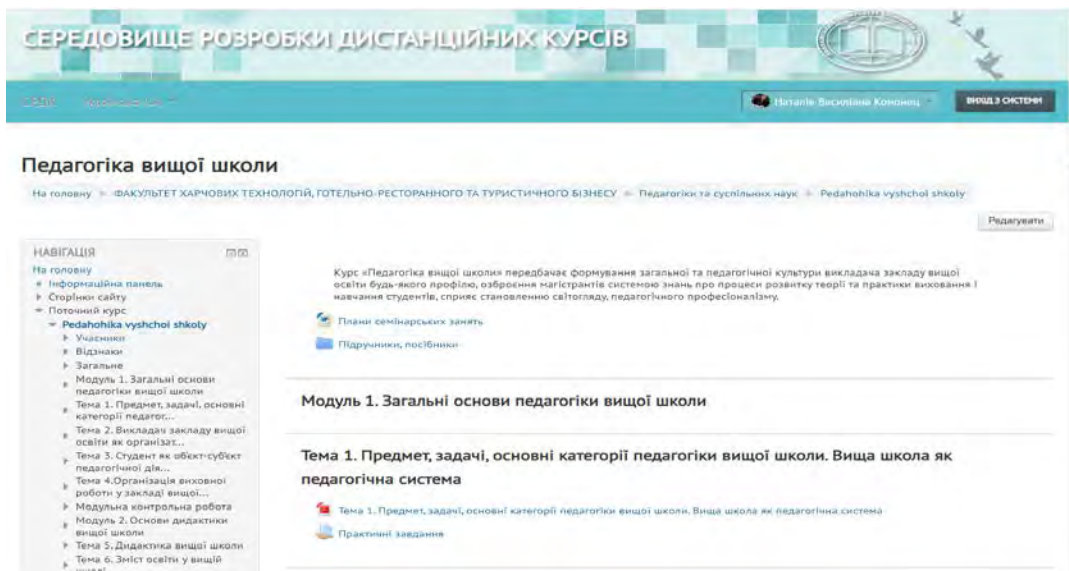 СЕРЕДОВИЩЕ РОЗРОБКИ ДИСТАНЦІЙНИХ КУРСІВ
Наталія Василівна Кононец
ВИХІД З СИСТЕМИ
Педагогіка вищої школи
На головну ФАКУЛЬТЕТ ХАРЧОВИХ ТЕХНОЛОГІЙ, ГОТЕЛЬНО-РЕСТОРАННОГО ТА ТУРИСТИЧНОГО БІЗНЕСУ Педагогіки та суспільних наук Pedahohika vyshchoi shkoly
Редагувати
НАВІГАЦІЯ
На головну
Інформаційна панель
Сторінки сайту
Поточний курс
Pedahohika vyshchoi shkoly
Учасники
Відзнаки
Загальне
Модуль 1. Загальні основи
педагогіки вищої школи
Тема 1. Предмет, задачі, основні
категорії педагог...
Тема 2. Викладач закладу вищої
освіти як організат...
Тема 3. Студент як об'єкт-суб'єкт
педагогічної дія...
Тема 4.Організація виховної
роботи у закладі вищої...
Модульна контрольна робота
Модуль 2. Основи дидактики
вищої школи
Тема 5. Дидактика вищої школи
Тема 6. Зміст освіти у вищій
Курс «Педагогіка вищої школи» передбачає формування загальної та педагогічної культури викладача закладу вищої
освіти будь-якого профілю, озброєння магістрантів системою знань про процеси розвитку теорії та практики виховання і
навчання студентів, сприяє становленню світогляду, педагогічного професіоналізму.
Плани семінарських занять
Підручники, посібники
Модуль 1. Загальні основи педагогіки вищої школи
Тема 1. Предмет, задачі, основні категорії педагогіки вищої школи. Вища школа як
педагогічна система
Тема 1. Предмет, задачі, основні категорії педагогіки вищої школи. Вища школа як педагогічна система
Практичні завдання